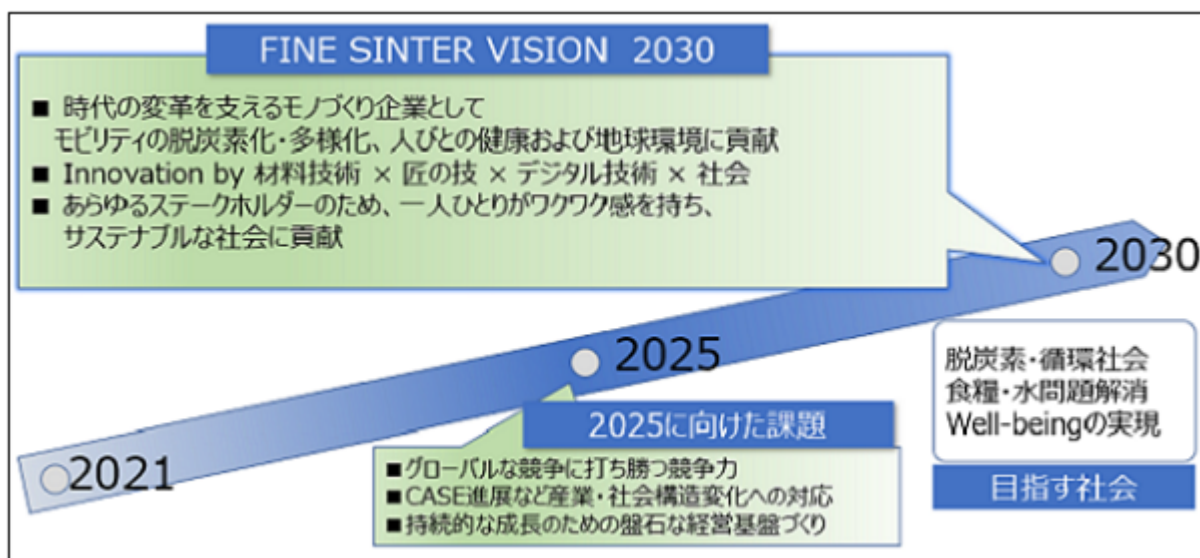 FINE SINTER VISION 2030
■ 時代の変革を支えるモノづくり企業として
モビリティの脱炭素化・多様化、人びとの健康および地球環境に貢献
■ Innovation by 材料技術 × 匠の技 × デジタル技術 × 社会
■ あらゆるステークホルダーのため、一人ひとりがワクワク感を持ち、
サステナブルな社会に貢献
2030
2025
2021
2025に向けた課題
■グローバルな競争に打ち勝つ競争力
■CASE進展など産業・社会構造変化への対応
■持続的な成長のための盤石な経営基盤づくり
脱炭素・循環社会
食糧・水問題解消
Well-beingの実現
目指す社会